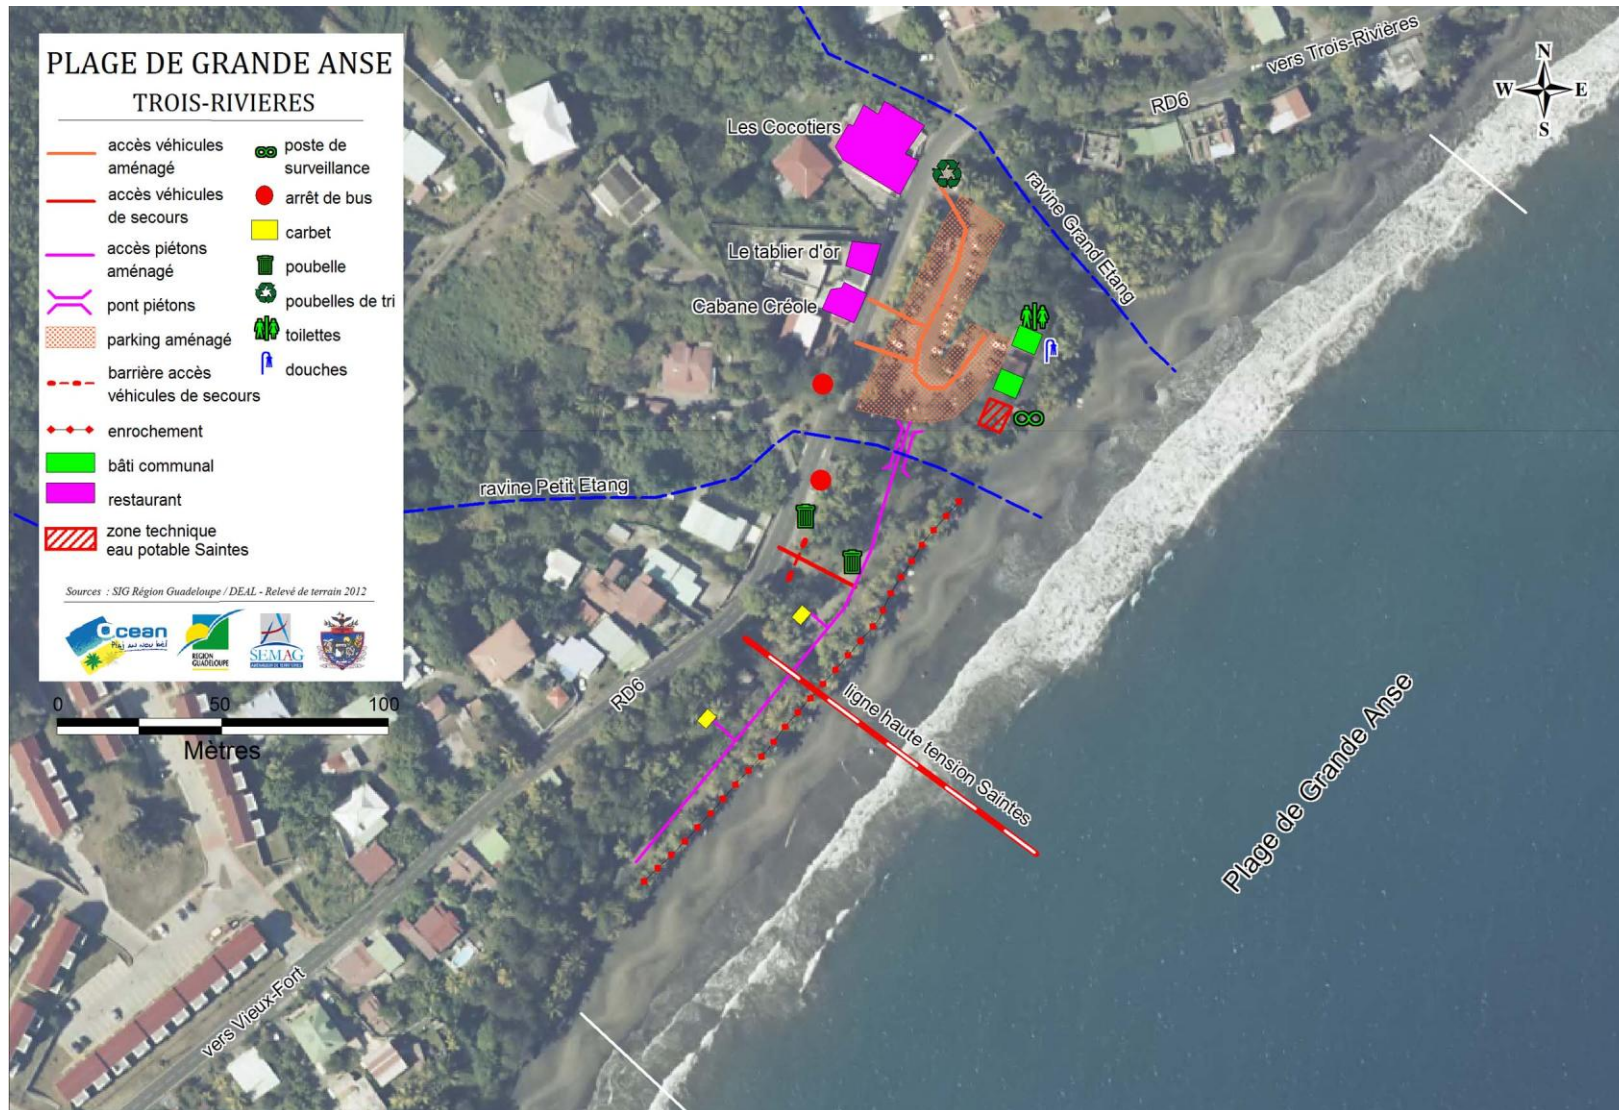 PLAGE DE GRANDE ANSE
TROIS-RIVIERES
accès véhicules
aménagé
accès véhicules
de secours
accès piétons
aménagé
pont piétons
parking aménagé
barrière accès
véhicules de secours
enrochement
bâti communal
restaurant
zone technique
eau potable Saintes
poste de
surveillance
arrêt de bus
carbet
poubelle
poubelles de tri
toilettes
douches
Sources : SIG Région Guadeloupe / DEAL - Relevé de terrain 2012
Ocean
REGION
GUADELOUPE
SEMAG
0 50 100
Mètres
Les Cocotiers
Le tablier d'or
Cabane Créole
ravine Petit Etang
ravine Grand Etang
vers Trois-Rivières
RD6
N
W E
S
RD6
ligne haute tension Saintes
Plage de Grande Anse
vers Vieux-Fort